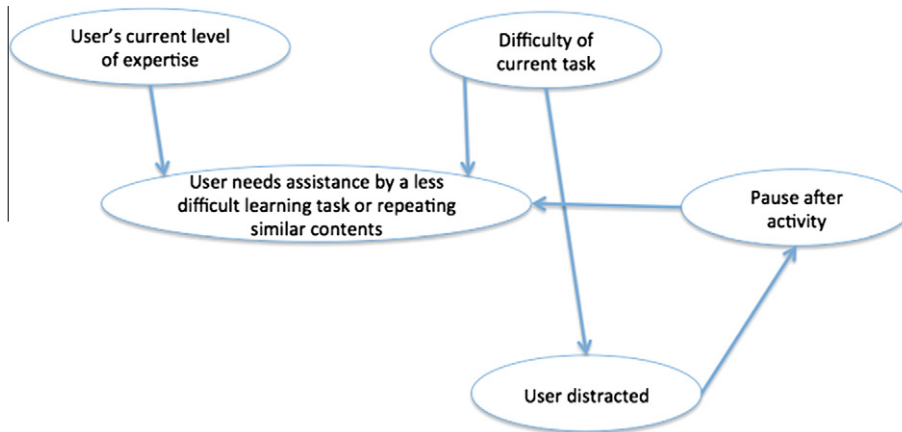 User's current level
of expertise
Difficulty of
current task
User needs assistance by a less
difficult learning task or repeating
similar contents
Pause after
activity
User distracted